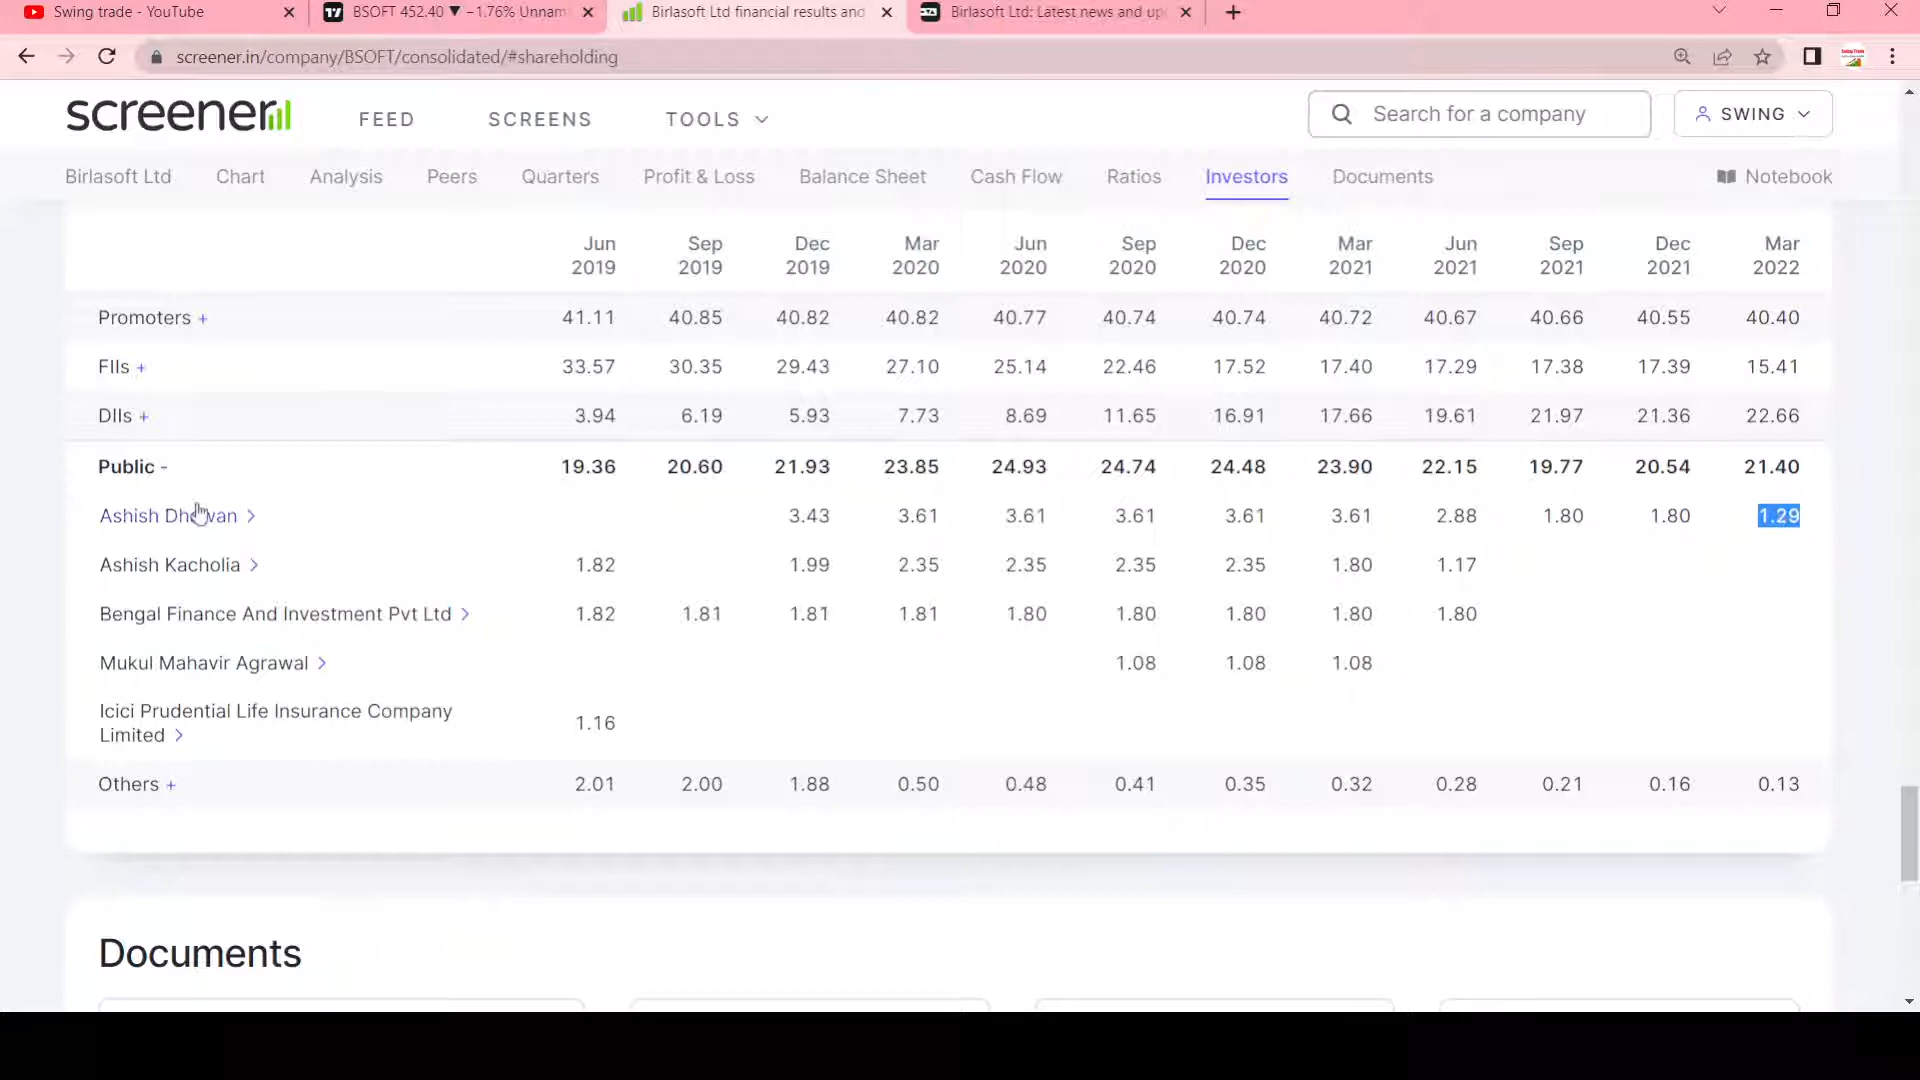 Swing trade - YouTube
BSOFT 452.40 ▼ −1.76% Unnam
Birlasoft Ltd financial results and
Birlasoft Ltd: Latest news and up
screener.in/company/BSOFT/consolidated/#shareholding
screener
FEED
SCREENS
TOOLS
Search for a company
SWING
Birlasoft Ltd
Chart
Analysis
Peers
Quarters
Profit & Loss
Balance Sheet
Cash Flow
Ratios
Investors
Documents
Notebook
Jun 2019 Sep 2019 Dec 2019 Mar 2020 Jun 2020 Sep 2020 Dec 2020 Mar 2021 Jun 2021 Sep 2021 Dec 2021 Mar 2022
Promoters + 41.11 40.85 40.82 40.82 40.77 40.74 40.74 40.72 40.67 40.66 40.55 40.40
FIIs + 33.57 30.35 29.43 27.10 25.14 22.46 17.52 17.40 17.29 17.38 17.39 15.41
DIIs + 3.94 6.19 5.93 7.73 8.69 11.65 16.91 17.66 19.61 21.97 21.36 22.66
Public - 19.36 20.60 21.93 23.85 24.93 24.74 24.48 23.90 22.15 19.77 20.54 21.40
Ashish Dhawan 3.43 3.61 3.61 3.61 3.61 3.61 2.88 1.80 1.80 1.29
Ashish Kacholia 1.82 1.99 2.35 2.35 2.35 2.35 1.80 1.17
Bengal Finance And Investment Pvt Ltd 1.82 1.81 1.81 1.81 1.80 1.80 1.80 1.80 1.80
Mukul Mahavir Agrawal 1.08 1.08 1.08
Icici Prudential Life Insurance Company
Limited 1.16
Others + 2.01 2.00 1.88 0.50 0.48 0.41 0.35 0.32 0.28 0.21 0.16 0.13
Documents